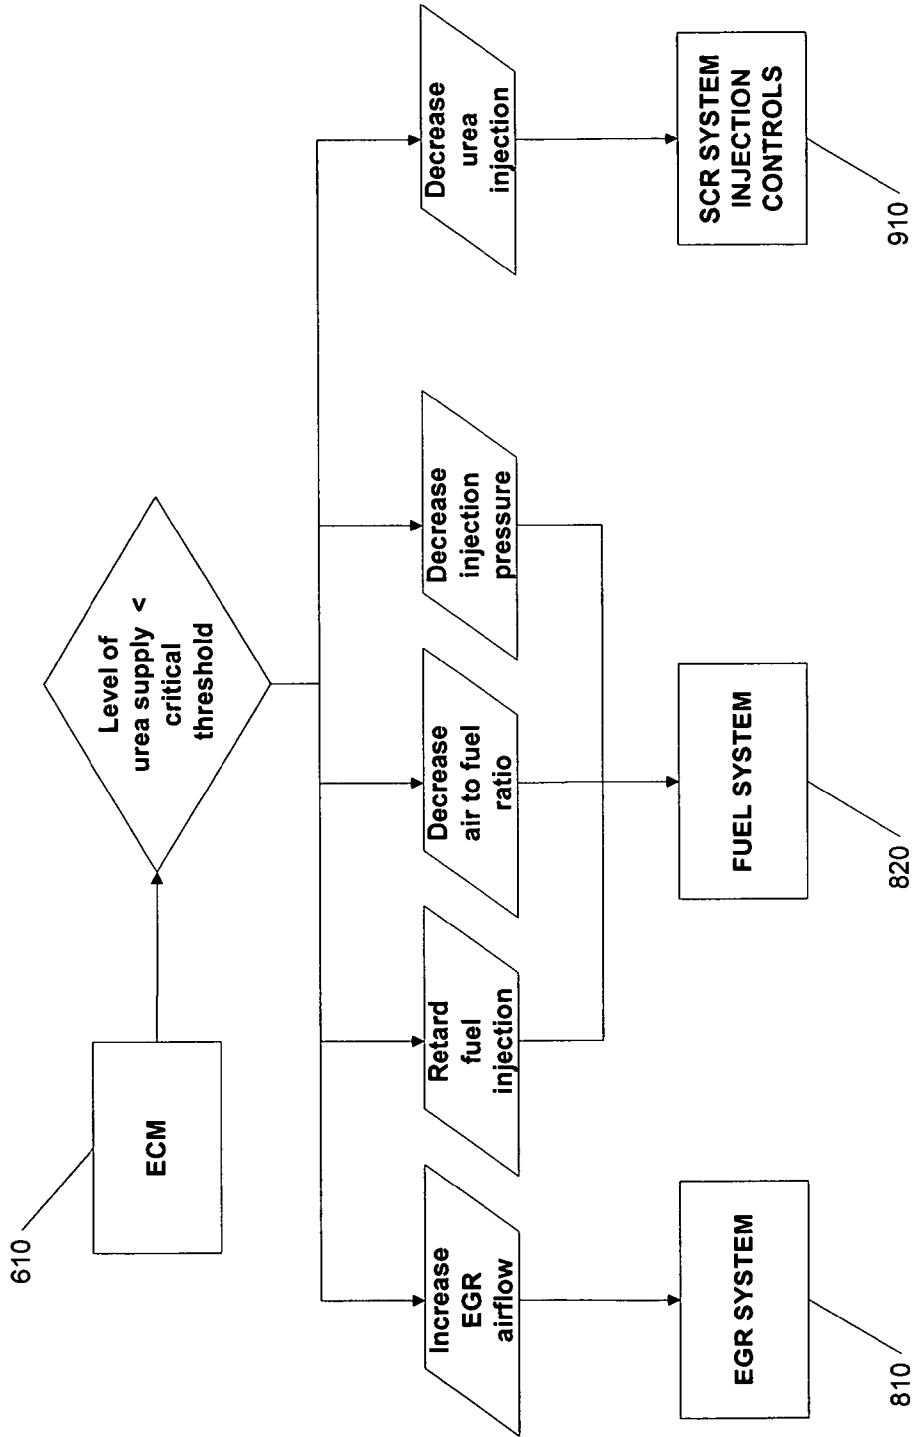 610
ECM
Level of
urea supply <
critical
threshold
Increase
EGR
airflow
Retard
fuel
injection
Decrease
air to fuel
ratio
Decrease
injection
pressure
Decrease
urea
injection
EGR SYSTEM
810
FUEL SYSTEM
820
SCR SYSTEM
INJECTION
CONTROLS
910